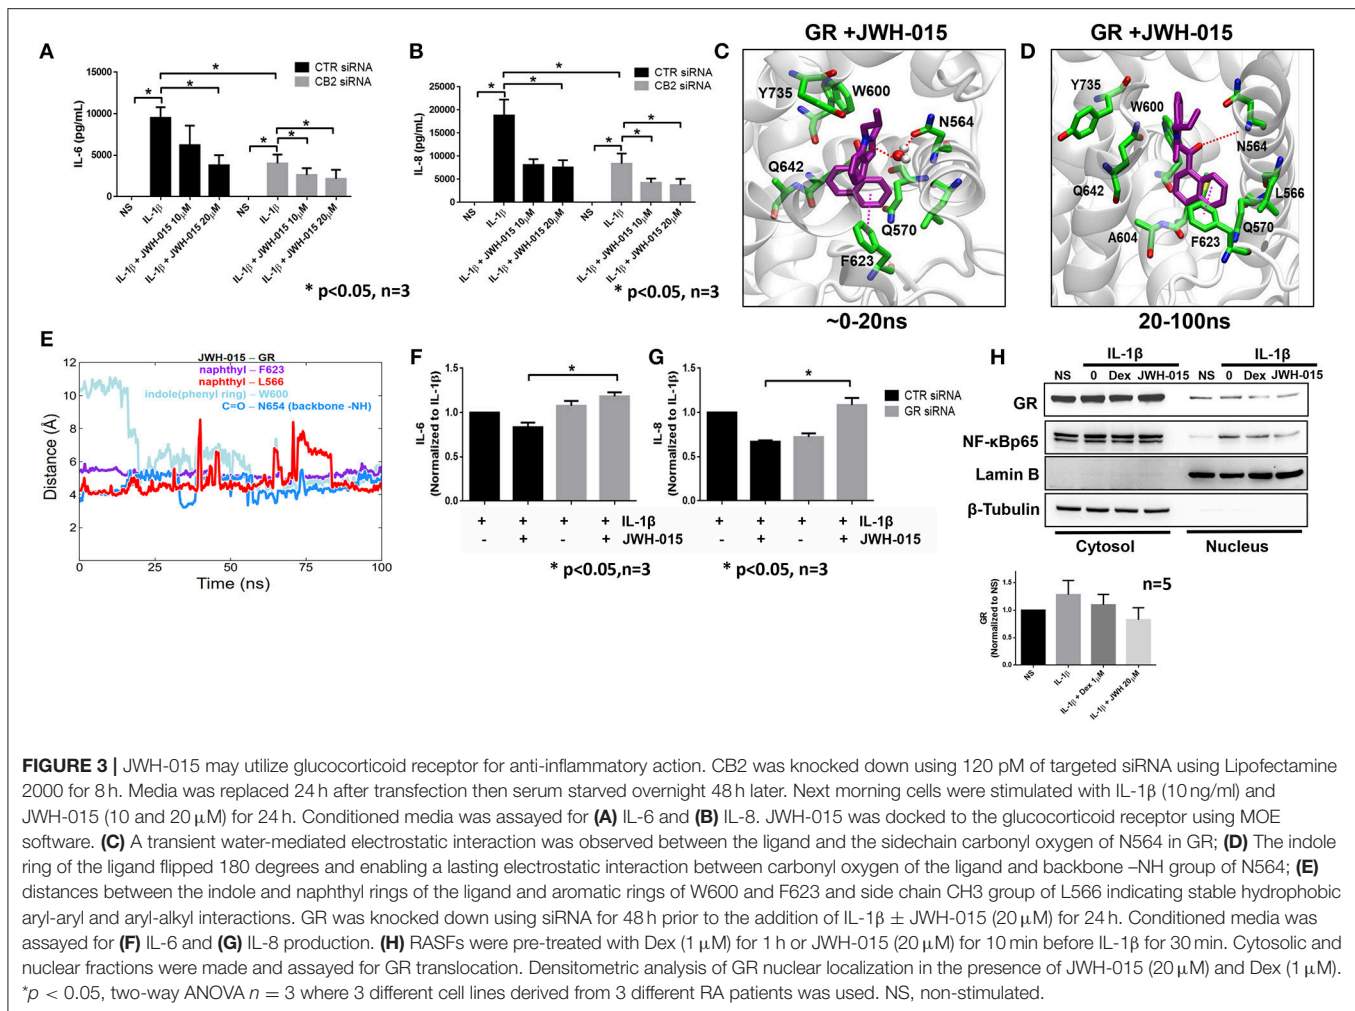 A
15000
10000
5000
0
IL-6 (pg/mL)
*
*
*
*
*
*
CTR siRNA
CB2 siRNA
NS
IL-1β
IL-1β + JWH-015 10μM
IL-1β + JWH-015 20μM
NS
IL-1β
IL-1β + JWH-015 10μM
IL-1β + JWH-015 20μM
* p<0.05, n=3
B
25000
20000
15000
10000
5000
0
IL-8 (pg/mL)
*
*
*
*
*
*
CTR siRNA
CB2 siRNA
NS
IL-1β
IL-1β + JWH-015 10μM
IL-1β + JWH-015 20μM
NS
IL-1β
IL-1β + JWH-015 10μM
IL-1β + JWH-015 20μM
* p<0.05, n=3
C
GR +JWH-015
Y735
W600
N564
Q642
Q570
F623
~0-20ns
D
GR +JWH-015
Y735
W600
N564
Q642
L566
Q570
A604
F623
20-100ns
E
JWH-015 – GR
naphthyl – F623
naphthyl – L566
indole(phenyl ring) – W600
C=O – N654 (backbone -NH)
12
10
8
6
4
2
Distance (Å)
0
25
50
75
100
Time (ns)
F
1.5
1.0
0.5
0.0
IL-6
(Normalized to IL-1β)
*
+ + + + IL-1β
- + - + JWH-015
* p<0.05,n=3
G
1.5
1.0
0.5
0.0
IL-8
(Normalized to IL-1β)
*
CTR siRNA
GR siRNA
+ + + + IL-1β
- + - + JWH-015
* p<0.05, n=3
H
IL-1β
IL-1β
NS 0 Dex JWH-015 NS 0 Dex JWH-015
GR
NF-κBp65
Lamin B
β-Tubulin
Cytosol Nucleus
1.5
1.0
0.5
0.0
GR
(Normalized to NS)
n=5
NS
IL-1β
IL-1β + Dex 1μM
IL-1β + JWH 20μM
FIGURE 3 | JWH-015 may utilize glucocorticoid receptor for anti-inflammatory action. CB2 was knocked down using 120 pM of targeted siRNA using Lipofectamine
2000 for 8 h. Media was replaced 24 h after transfection then serum starved overnight 48 h later. Next morning cells were stimulated with IL-1β (10 ng/ml) and
JWH-015 (10 and 20 μM) for 24 h. Conditioned media was assayed for (A) IL-6 and (B) IL-8. JWH-015 was docked to the glucocorticoid receptor using MOE
software. (C) A transient water-mediated electrostatic interaction was observed between the ligand and the sidechain carbonyl oxygen of N564 in GR; (D) The indole
ring of the ligand flipped 180 degrees and enabling a lasting electrostatic interaction between carbonyl oxygen of the ligand and backbone –NH group of N564; (E)
distances between the indole and naphthyl rings of the ligand and aromatic rings of W600 and F623 and side chain CH3 group of L566 indicating stable hydrophobic
aryl-aryl and aryl-alkyl interactions. GR was knocked down using siRNA for 48 h prior to the addition of IL-1β ± JWH-015 (20 μM) for 24 h. Conditioned media was
assayed for (F) IL-6 and (G) IL-8 production. (H) RASFs were pre-treated with Dex (1 μM) for 1 h or JWH-015 (20 μM) for 10 min before IL-1β for 30 min. Cytosolic and
nuclear fractions were made and assayed for GR translocation. Densitometric analysis of GR nuclear localization in the presence of JWH-015 (20 μM) and Dex (1 μM).
*p < 0.05, two-way ANOVA n = 3 where 3 different cell lines derived from 3 different RA patients was used. NS, non-stimulated.